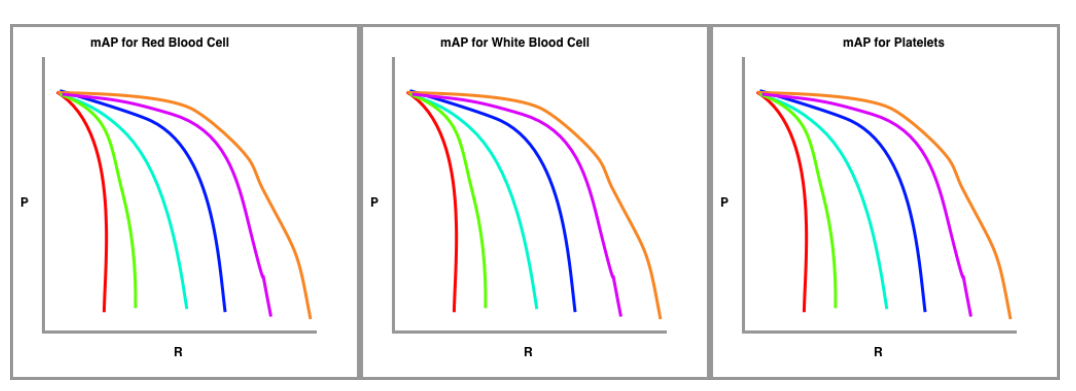 mAP for Red Blood Cell
P
R
mAP for White Blood Cell
P
R
mAP for Platelets
P
R